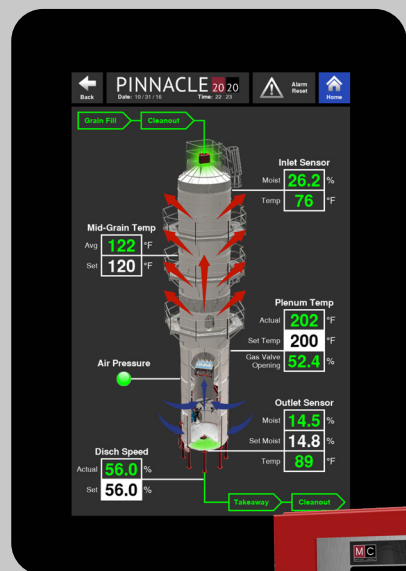 Back
PINNACLE 20 20
Date: 10/31/16 Time: 22 23
Alarm Reset
Home
Grain Fill
Cleanout
Inlet Sensor
Moist 26.2 %
Temp 76 °F
Mid-Grain Temp
Avg 122 °F
Set 120 °F
Plenum Temp
Actual 202 °F
Set Temp 200 °F
Gas Valve Opening 52.4 %
Air Pressure
Outlet Sensor
Moist 14.5 %
Set Moist 14.8 %
Temp 89 °F
Disch Speed
Actual 56.0 %
Set 56.0 %
Takeaway
Cleanout
MC